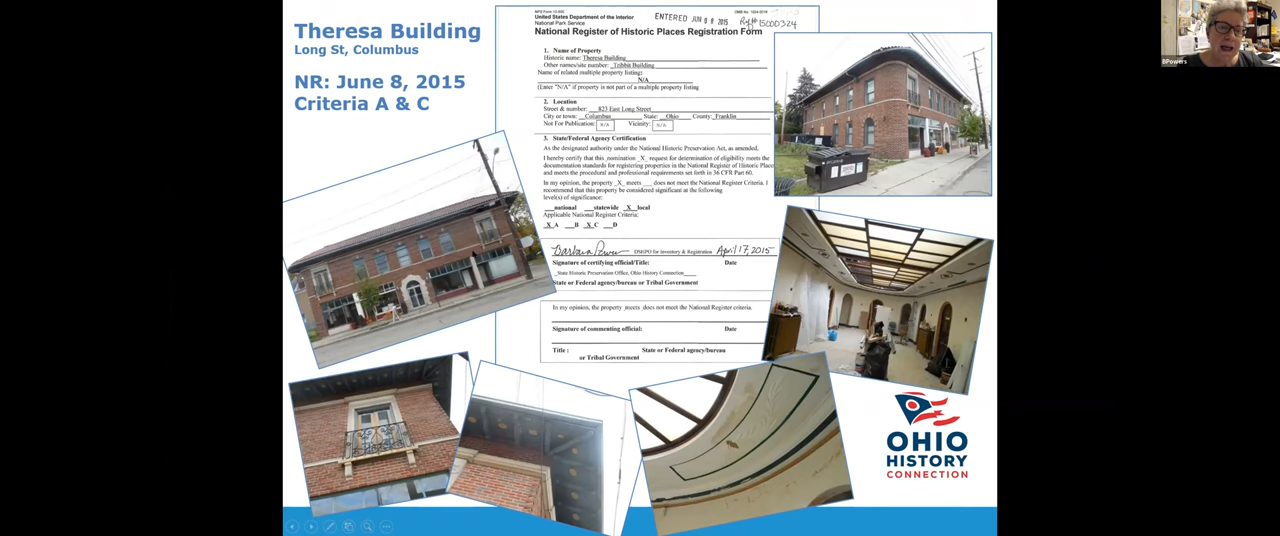 Theresa Building
Long St, Columbus
NR: June 8, 2015
Criteria A & C
United States Department of the Interior
National Park Service
ENTERED JUN 08 2015
Ref# 15000324
National Register of Historic Places Registration Form
1. Name of Property
Historic name: Theresa Building
Other names/site number: Tribbit Building
Name of related multiple property listing:
N/A
(Enter "N/A" if property is not part of a multiple property listing
2. Location
Street & number: 823 East Long Street
City or town: Columbus State: Ohio County: Franklin
Not For Publication: N/A Vicinity: N/A
3. State/Federal Agency Certification
As the designated authority under the National Historic Preservation Act, as amended,
I hereby certify that this nomination X request for determination of eligibility meets the
documentation standards for registering properties in the National Register of Historic Place
and meets the procedural and professional requirements set forth in 36 CFR Part 60.
In my opinion, the property X meets does not meet the National Register Criteria. I
recommend that this property be considered significant at the following
level(s) of significance:
national statewide X local
Applicable National Register Criteria:
X A B X C D
Barbara Power DSHPO for Inventory & Registration April 17, 2015
Signature of certifying official/Title: Date
State Historic Preservation Office, Ohio History Connection
State or Federal agency/bureau or Tribal Government
In my opinion, the property meets does not meet the National Register criteria.
Signature of commenting official: Date
Title : State or Federal agency/bureau
or Tribal Government
OHIO
HISTORY
CONNECTION
BPowers